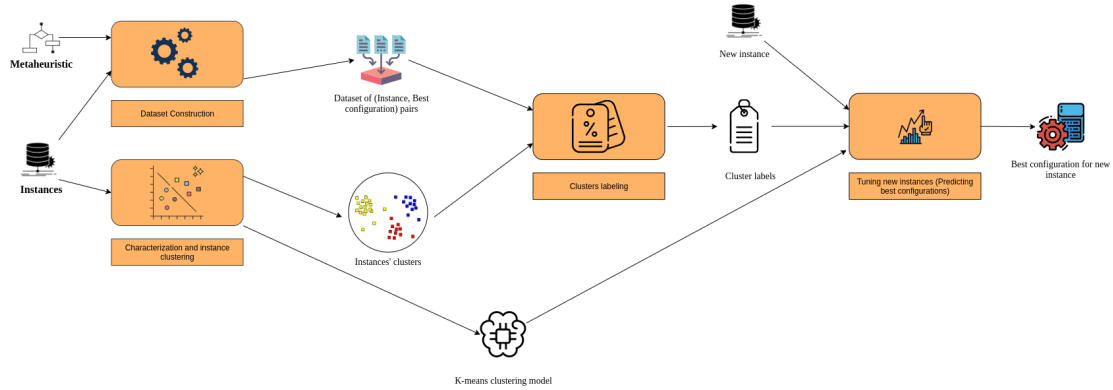 New instance
Metaheuristic
Dataset Construction
Dataset of (Instance, Best
configuration) pairs
Instances
Clusters labeling
Cluster labels
Tuning new instances (Predicting
best configurations)
Best configuration for new
instance
Characterization and instance
clustering
Instances' clusters
K-means clustering model
%